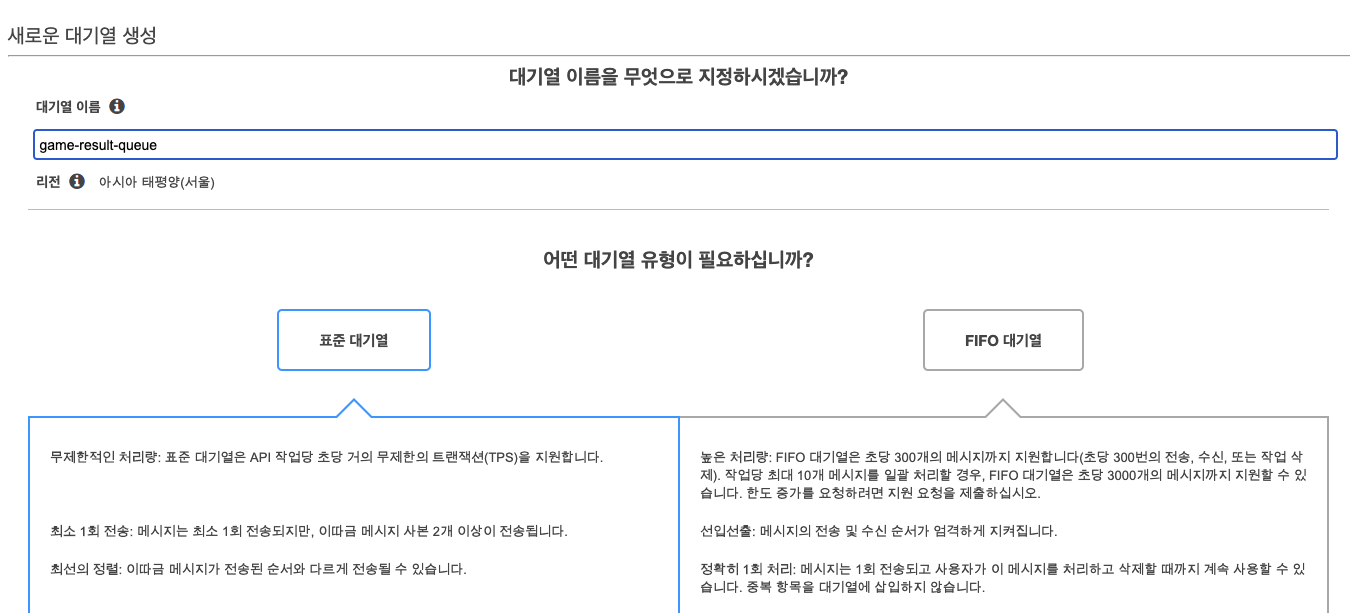 새로운 대기열 생성
대기열 이름을 무엇으로 지정하시겠습니까?
대기열 이름
game-result-queue
리전 아시아 태평양(서울)
어떤 대기열 유형이 필요하십니까?
표준 대기열
FIFO 대기열
무제한적인 처리량: 표준 대기열은 API 작업당 초당 거의 무제한의 트랜잭션(TPS)을 지원합니다.
최소 1회 전송: 메시지는 최소 1회 전송되지만, 이따금 메시지 사본 2개 이상이 전송됩니다.
최선의 정렬: 이따금 메시지가 전송된 순서와 다르게 전송될 수 있습니다.
높은 처리량: FIFO 대기열은 초당 300개의 메시지까지 지원합니다(초당 300번의 전송, 수신, 또는 작업 삭
제). 작업당 최대 10개 메시지를 일괄 처리할 경우, FIFO 대기열은 초당 3000개의 메시지까지 지원할 수 있
습니다. 한도 증가를 요청하려면 지원 요청을 제출하십시오.
선입선출: 메시지의 전송 및 수신 순서가 엄격하게 지켜집니다.
정확히 1회 처리: 메시지는 1회 전송되고 사용자가 이 메시지를 처리하고 삭제할 때까지 계속 사용할 수 있
습니다. 중복 항목을 대기열에 삽입하지 않습니다.